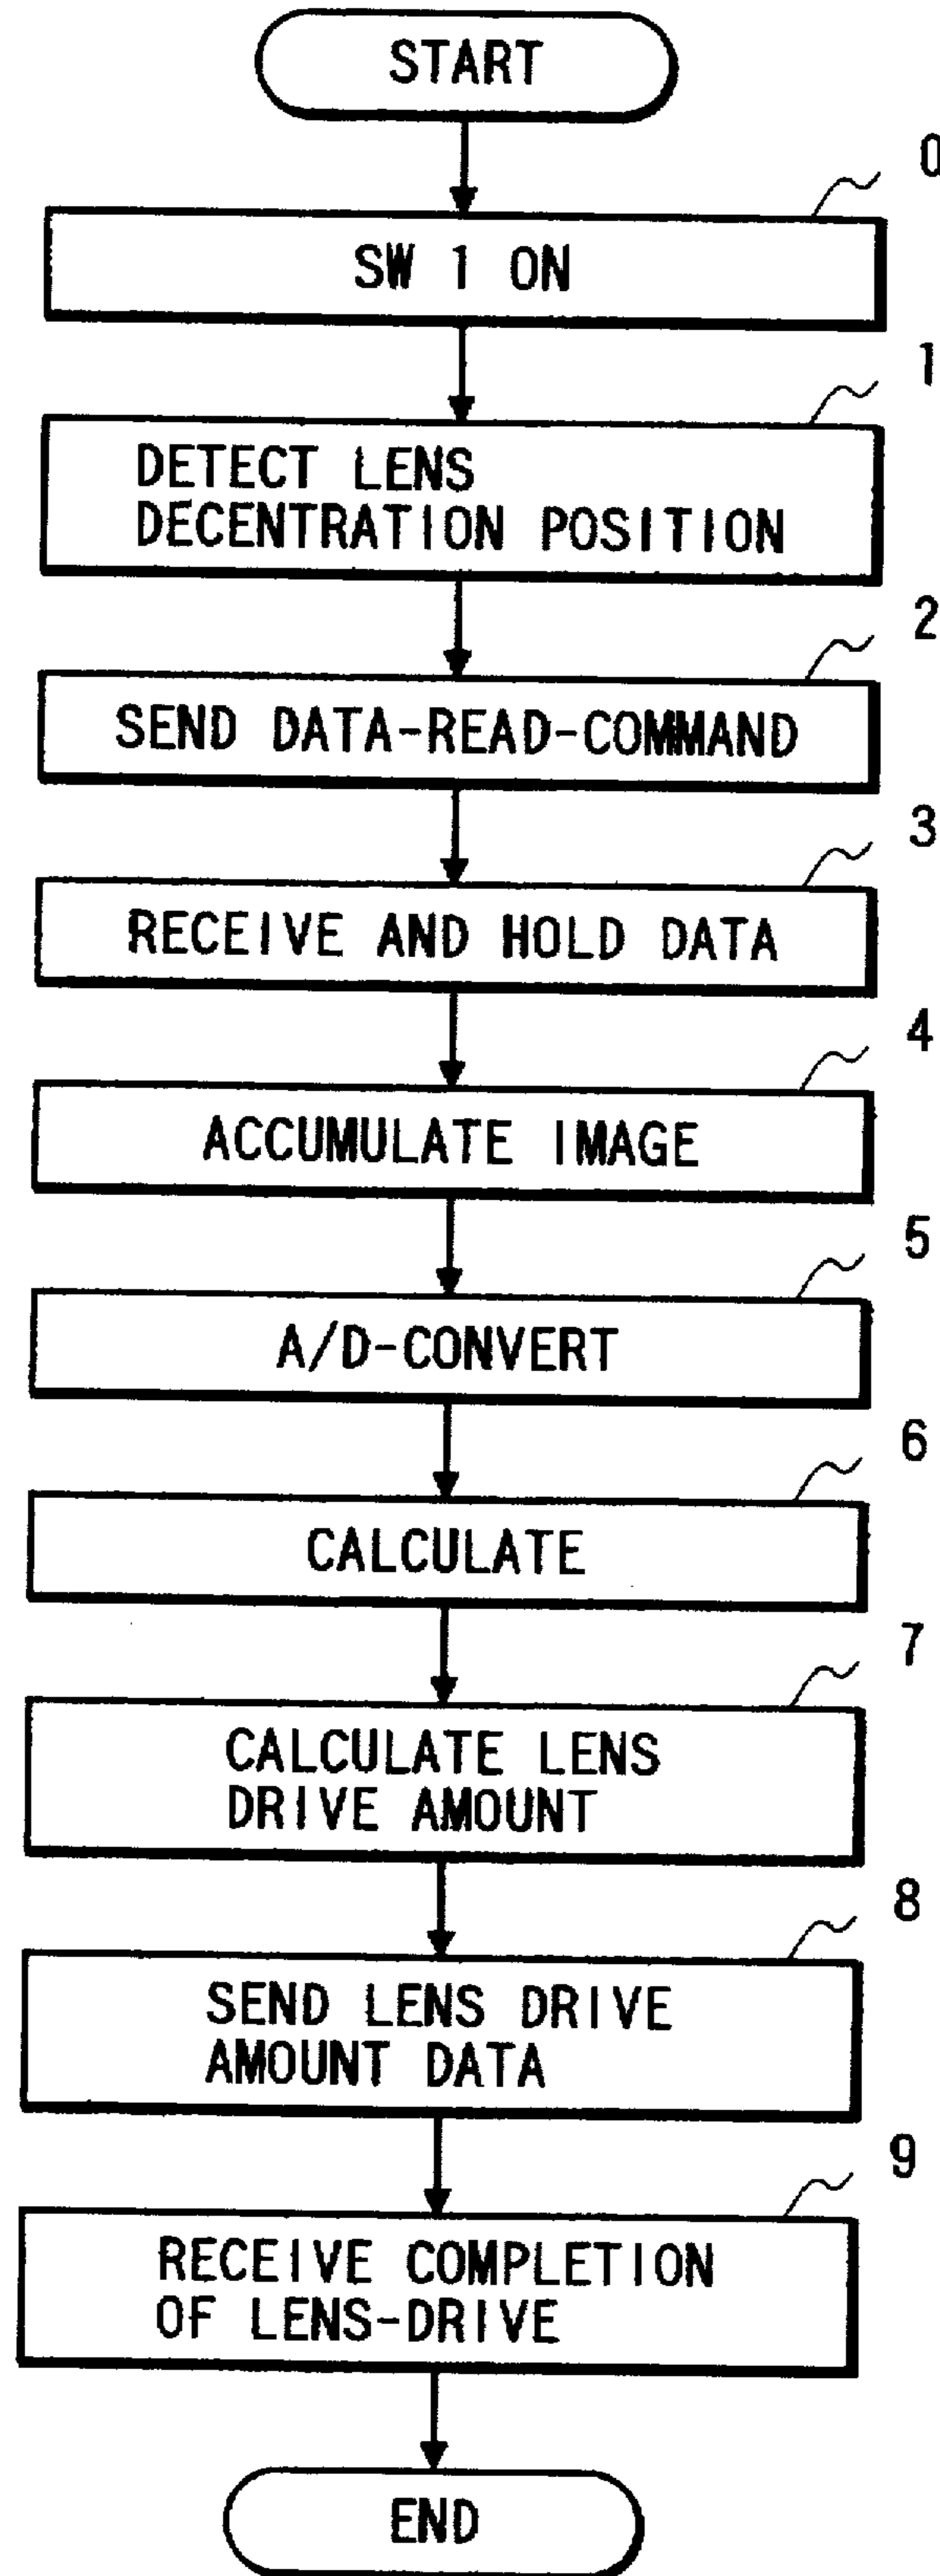 START
0
SW 1 ON
1
DETECT LENS
DECENTRATION POSITION
2
SEND DATA-READ-COMMAND
3
RECEIVE AND HOLD DATA
4
ACCUMULATE IMAGE
5
A/D-CONVERT
6
CALCULATE
7
CALCULATE LENS
DRIVE AMOUNT
8
SEND LENS DRIVE
AMOUNT DATA
9
RECEIVE COMPLETION
OF LENS-DRIVE
END